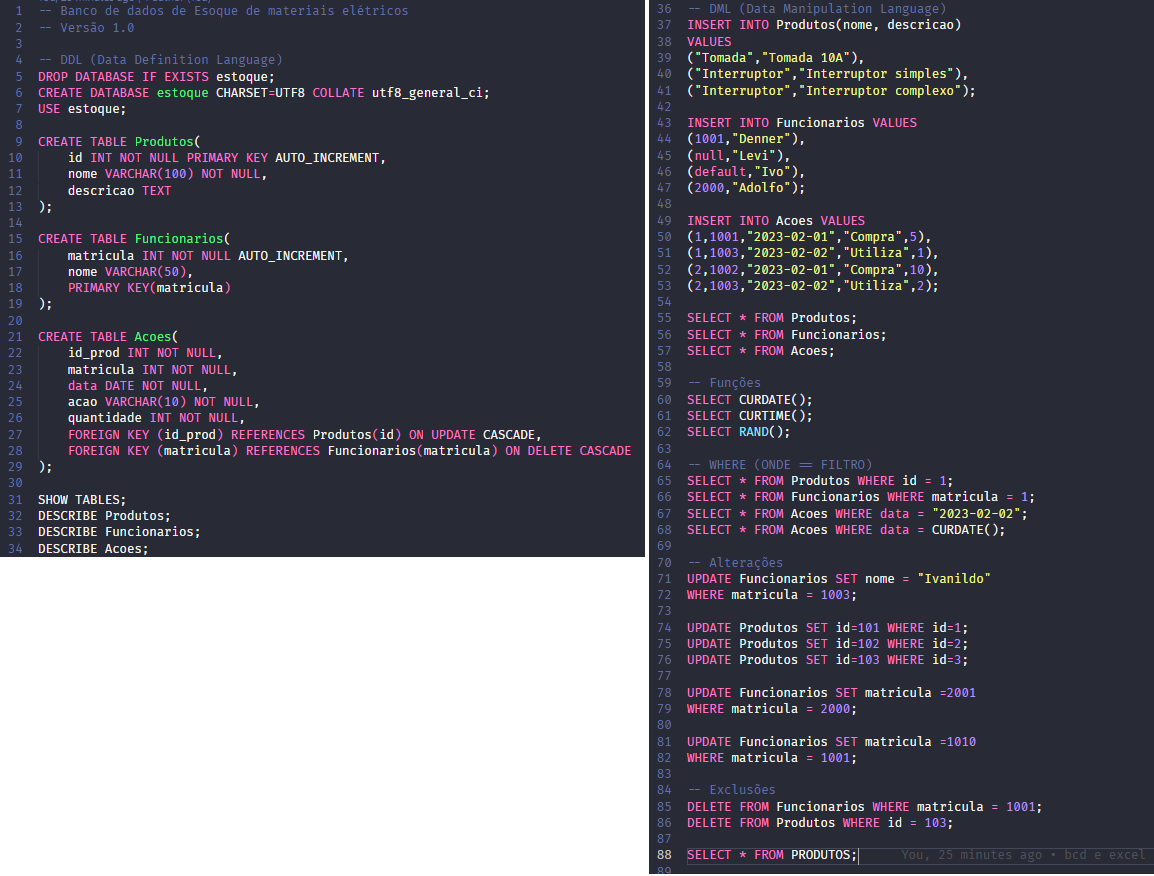 1 -- Banco de dados de Esoque de materiais elétricos
2 -- Versão 1.0
3
4 -- DDL (Data Definition Language)
5 DROP DATABASE IF EXISTS estoque;
6 CREATE DATABASE estoque CHARSET=UTF8 COLLATE utf8_general_ci;
7 USE estoque;
8
9 CREATE TABLE Produtos(
10 id INT NOT NULL PRIMARY KEY AUTO_INCREMENT,
11 nome VARCHAR(100) NOT NULL,
12 descricao TEXT
13 );
14
15 CREATE TABLE Funcionarios(
16 matricula INT NOT NULL AUTO_INCREMENT,
17 nome VARCHAR(50),
18 PRIMARY KEY(matricula)
19 );
20
21 CREATE TABLE Acoes(
22 id_prod INT NOT NULL,
23 matricula INT NOT NULL,
24 data DATE NOT NULL,
25 acao VARCHAR(10) NOT NULL,
26 quantidade INT NOT NULL,
27 FOREIGN KEY (id_prod) REFERENCES Produtos(id) ON UPDATE CASCADE,
28 FOREIGN KEY (matricula) REFERENCES Funcionarios(matricula) ON DELETE CASCADE
29 );
30
31 SHOW TABLES;
32 DESCRIBE Produtos;
33 DESCRIBE Funcionarios;
34 DESCRIBE Acoes;
36 -- DML (Data Manipulation Language)
37 INSERT INTO Produtos(nome, descricao)
38 VALUES
39 ("Tomada","Tomada 10A"),
40 ("Interruptor","Interruptor simples"),
41 ("Interruptor","Interruptor complexo");
42
43 INSERT INTO Funcionarios VALUES
44 (1001,"Denner"),
45 (null,"Levi"),
46 (default,"Ivo"),
47 (2000,"Adolfo");
48
49 INSERT INTO Acoes VALUES
50 (1,1001,"2023-02-01","Compra",5),
51 (1,1003,"2023-02-02","Utiliza",1),
52 (2,1002,"2023-02-01","Compra",10),
53 (2,1003,"2023-02-02","Utiliza",2);
54
55 SELECT * FROM Produtos;
56 SELECT * FROM Funcionarios;
57 SELECT * FROM Acoes;
58
59 -- Funções
60 SELECT CURDATE();
61 SELECT CURTIME();
62 SELECT RAND();
63
64 -- WHERE (ONDE == FILTRO)
65 SELECT * FROM Produtos WHERE id = 1;
66 SELECT * FROM Funcionarios WHERE matricula = 1;
67 SELECT * FROM Acoes WHERE data = "2023-02-02";
68 SELECT * FROM Acoes WHERE data = CURDATE();
69
70 -- Alterações
71 UPDATE Funcionarios SET nome = "Ivanildo"
72 WHERE matricula = 1003;
73
74 UPDATE Produtos SET id=101 WHERE id=1;
75 UPDATE Produtos SET id=102 WHERE id=2;
76 UPDATE Produtos SET id=103 WHERE id=3;
77
78 UPDATE Funcionarios SET matricula =2001
79 WHERE matricula = 2000;
80
81 UPDATE Funcionarios SET matricula =1010
82 WHERE matricula = 1001;
83
84 -- Exclusões
85 DELETE FROM Funcionarios WHERE matricula = 1001;
86 DELETE FROM Produtos WHERE id = 103;
87
88 SELECT * FROM PRODUTOS; You, 25 minutes ago • bcd e excel
89